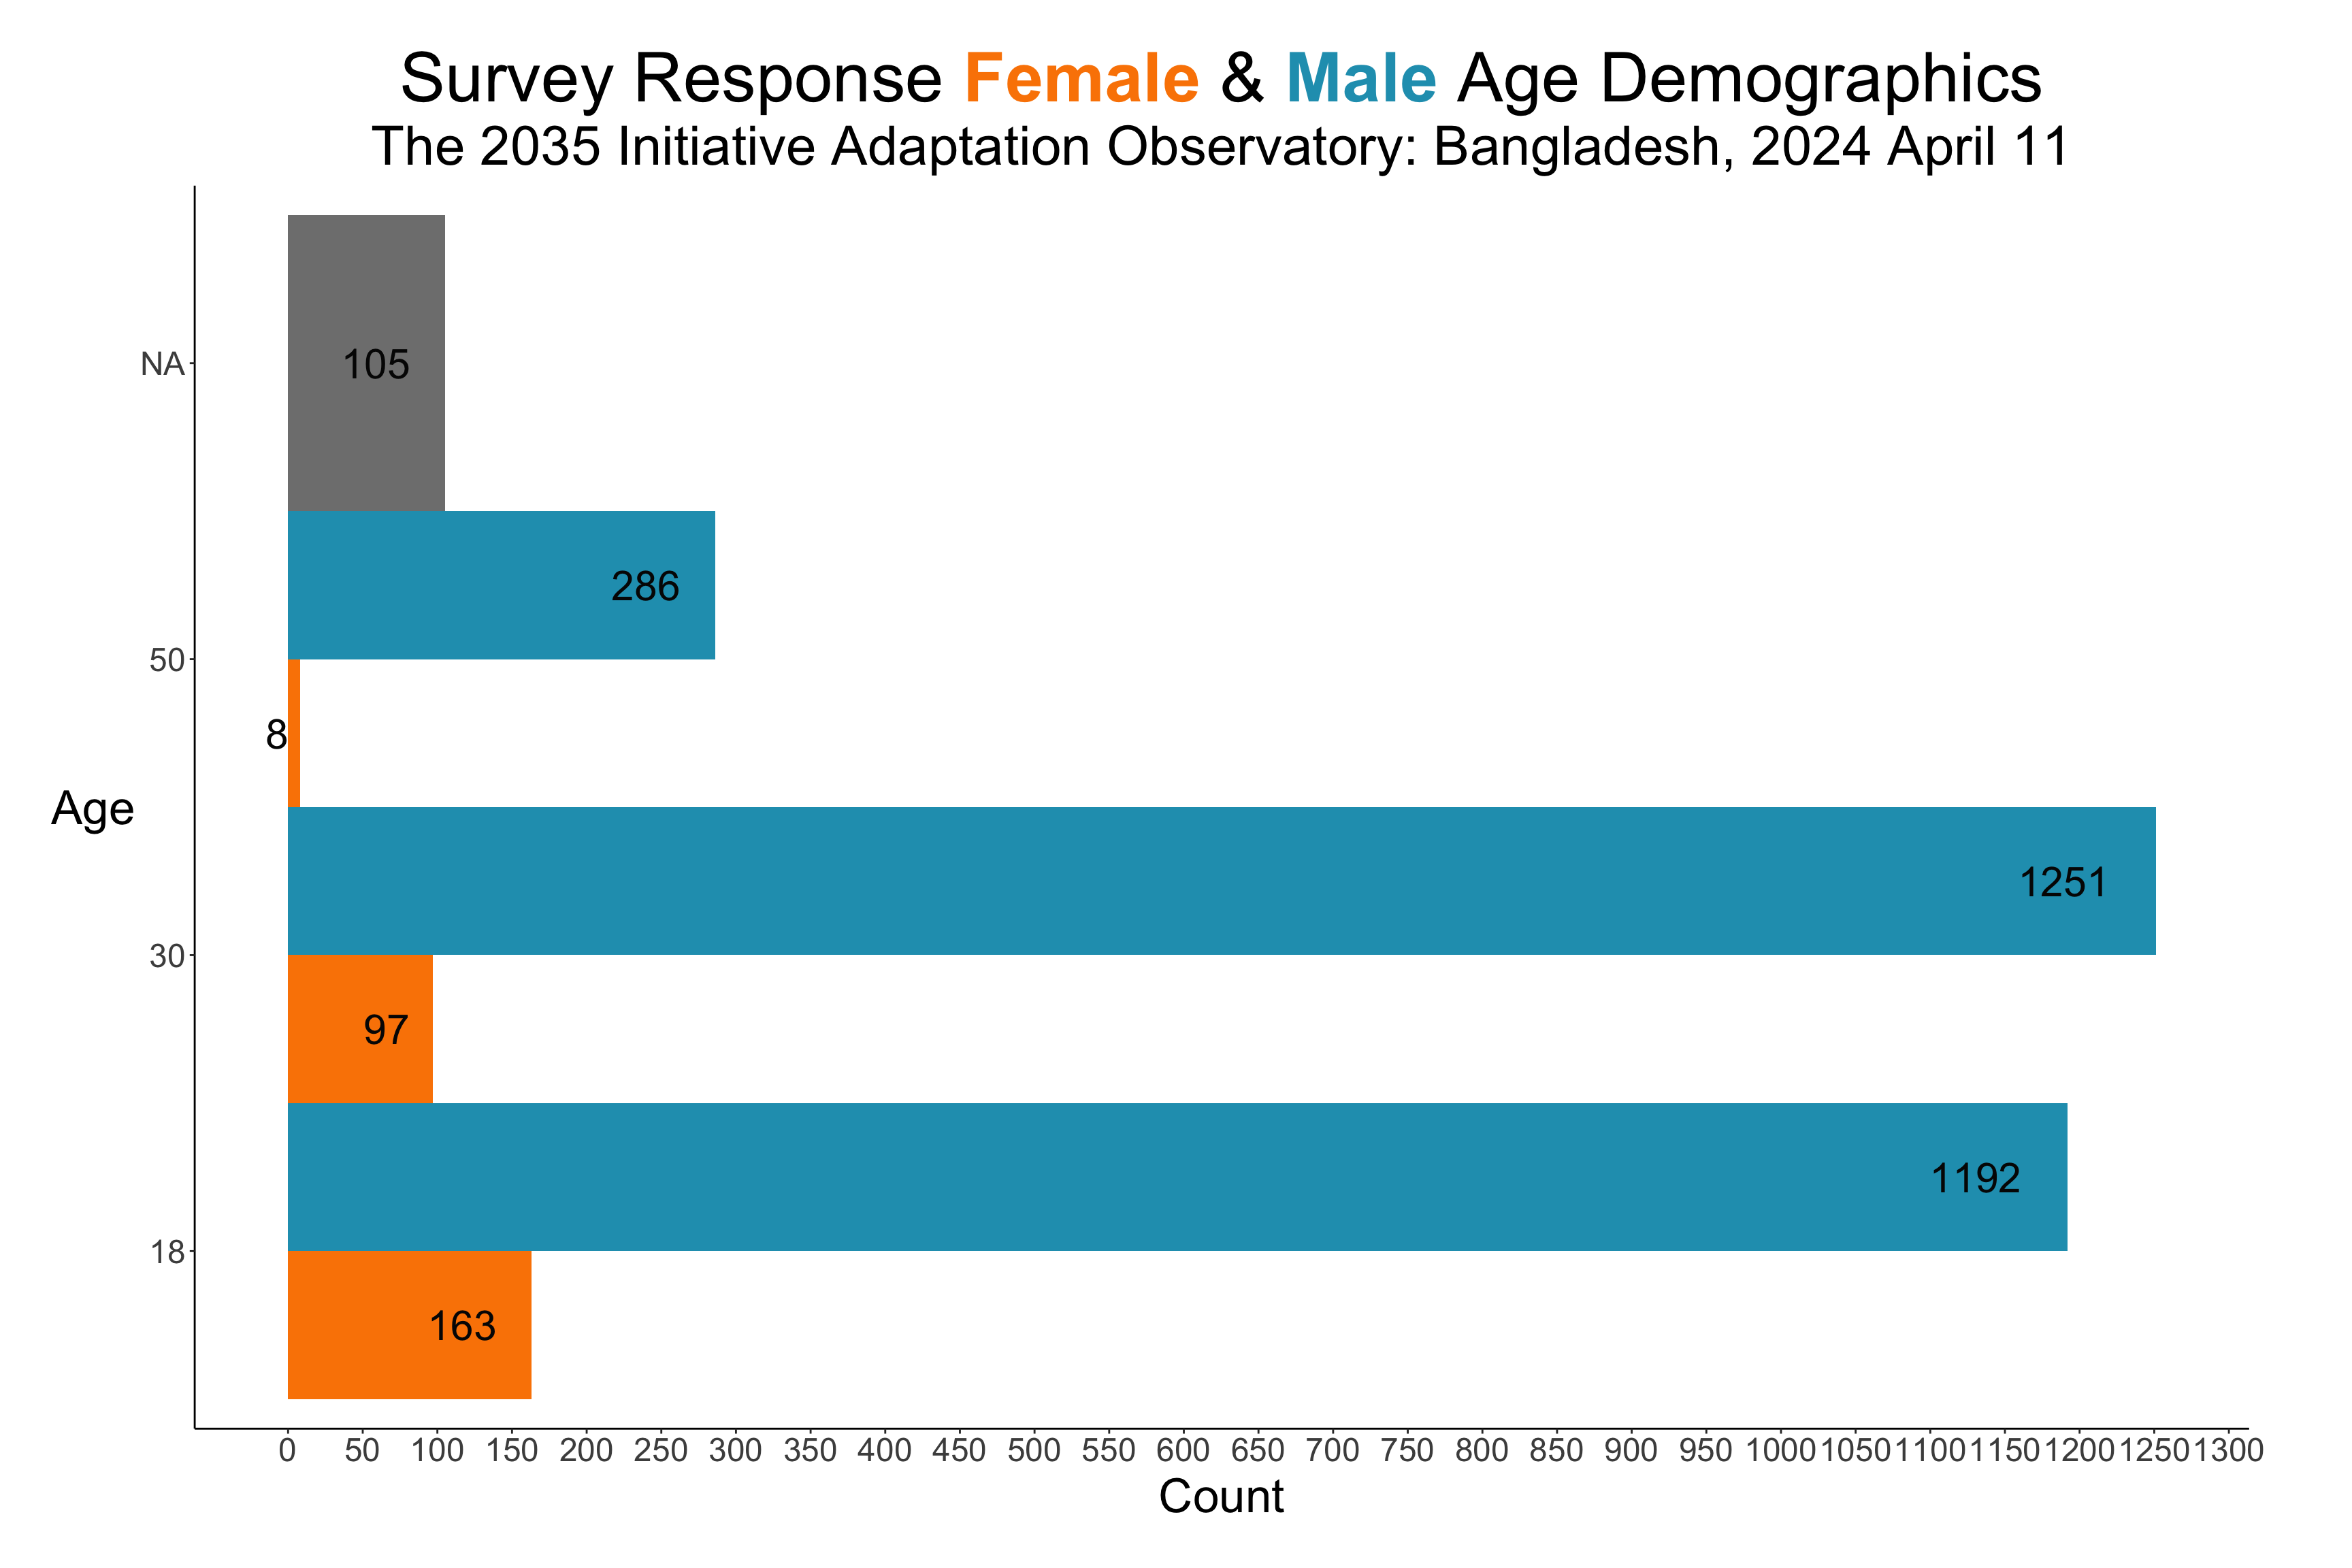 Survey Response Female & Male Age Demographics
The 2035 Initiative Adaptation Observatory: Bangladesh, 2024 April 11
NA
105
286
50
8
Age
1251
30
97
1192
18
163
0 50 100 150 200 250 300 350 400 450 500 550 600 650 700 750 800 850 900 950 1000 1050 1100 1150 1200 1250 1300
Count